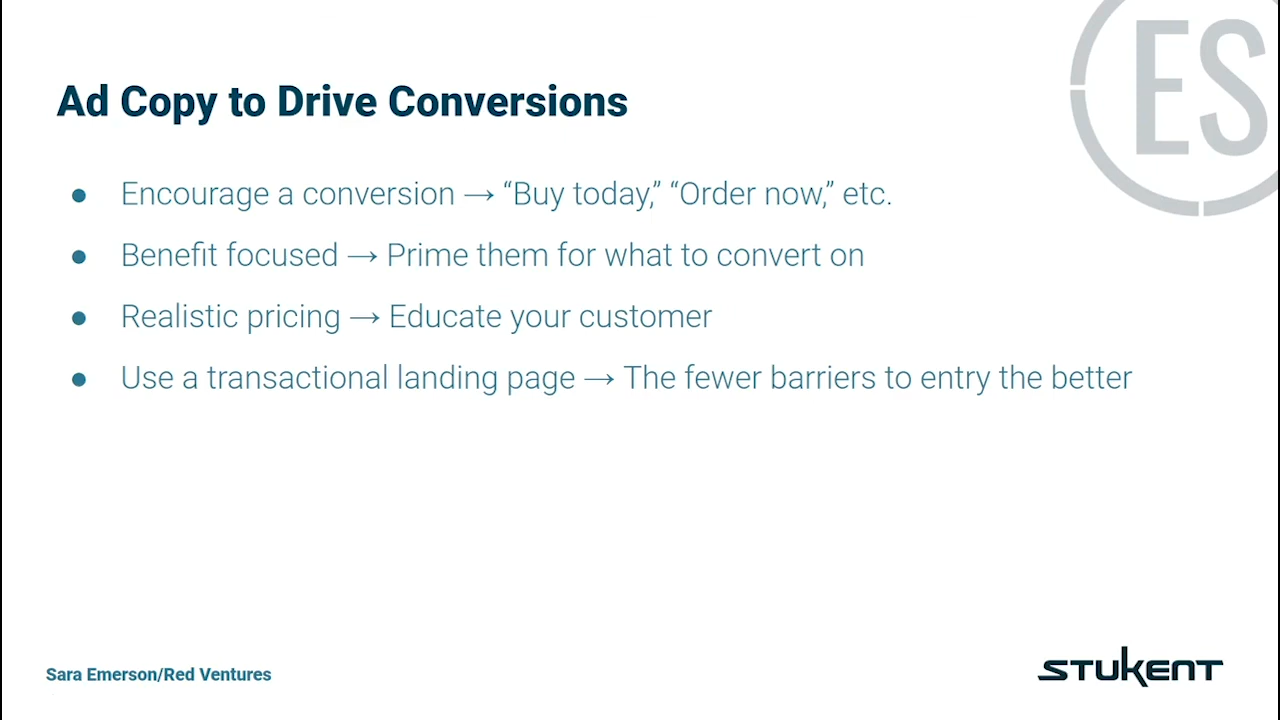 ES
Ad Copy to Drive Conversions
● Encourage a conversion → “Buy today,” “Order now,” etc.
● Benefit focused → Prime them for what to convert on
● Realistic pricing → Educate your customer
● Use a transactional landing page → The fewer barriers to entry the better
Sara Emerson/Red Ventures
STUKENT